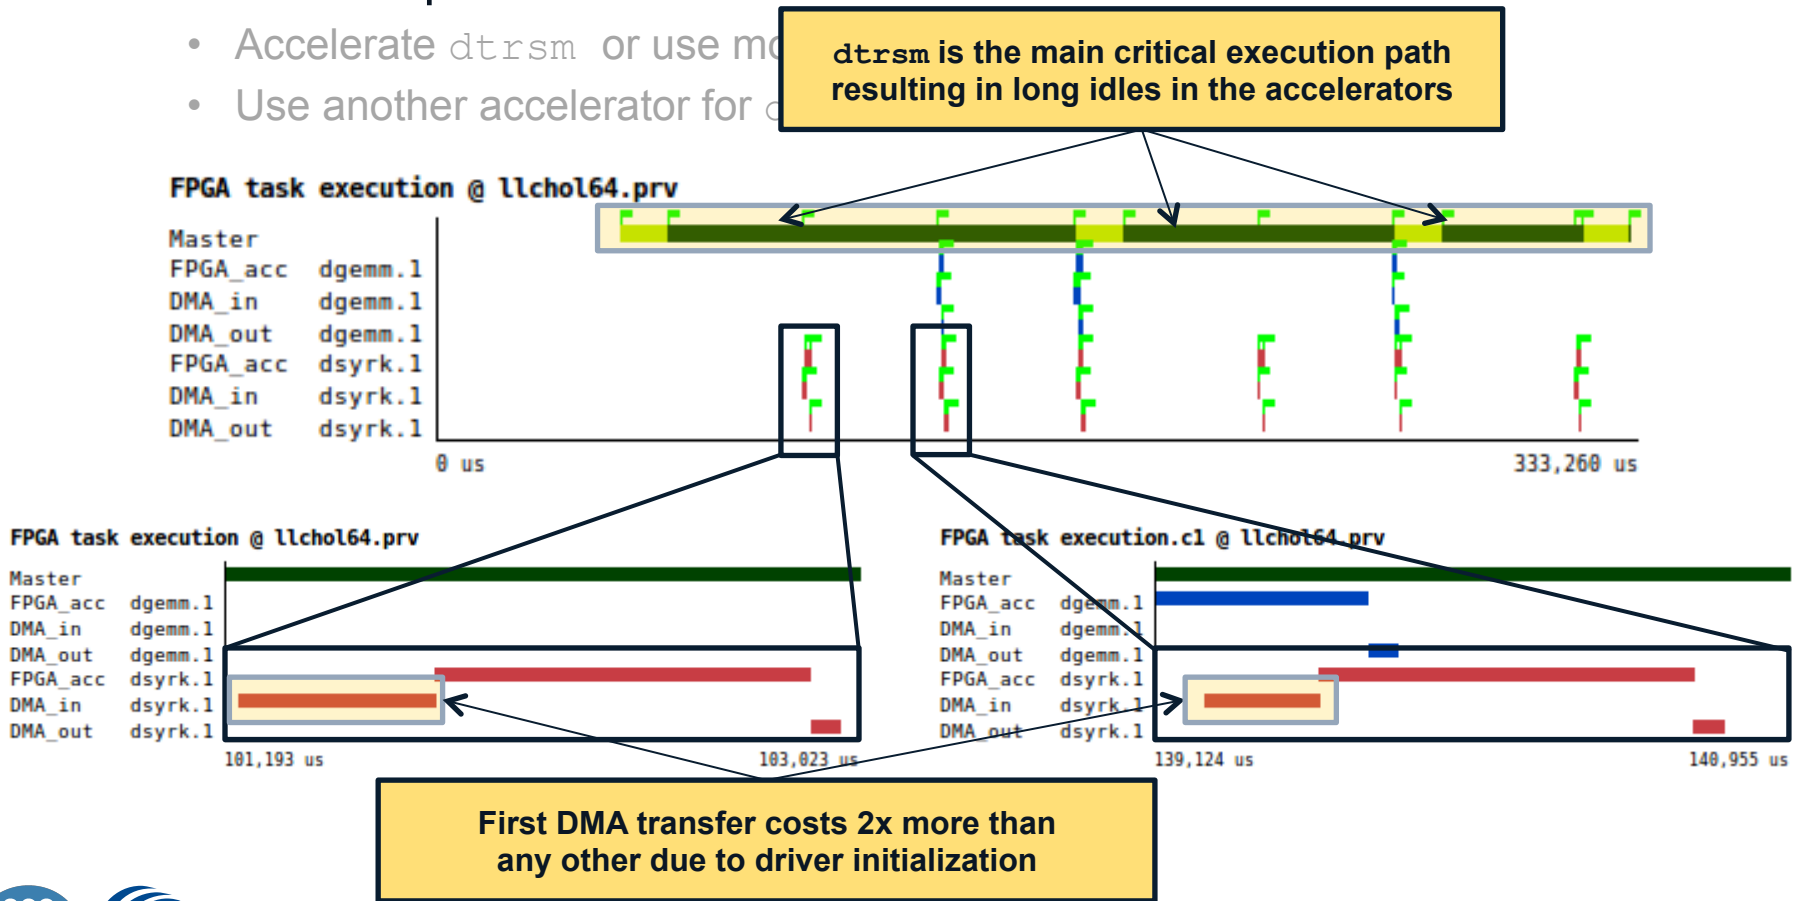 • Accelerate dtrsm or use
• Use another accelerator for
dtrsm is the main critical execution path
resulting in long idles in the accelerators
FPGA task execution @ llchol64.prv
Master
FPGA_acc dgemm.1
DMA_in dgemm.1
DMA_out dgemm.1
FPGA_acc dsyrk.1
DMA_in dsyrk.1
DMA_out dsyrk.1
0 us 333,260 us
FPGA task execution @ llchol64.prv
Master
FPGA_acc dgemm.1
DMA_in dgemm.1
DMA_out dgemm.1
FPGA_acc dsyrk.1
DMA_in dsyrk.1
DMA_out dsyrk.1
101,193 us 103,023 us
FPGA task execution.c1 @ llchol64.prv
Master
FPGA_acc dgemm.1
DMA_in dgemm.1
DMA_out dgemm.1
FPGA_acc dsyrk.1
DMA_in dsyrk.1
DMA_out dsyrk.1
139,124 us 140,955 us
First DMA transfer costs 2x more than
any other due to driver initialization